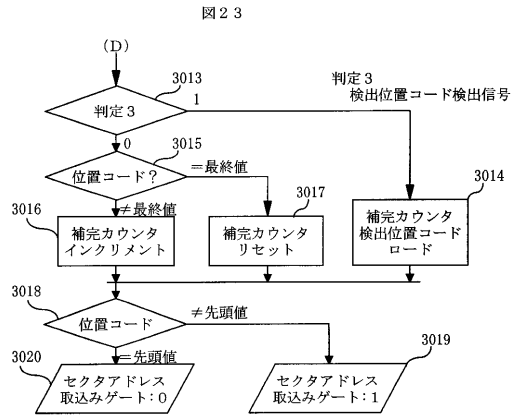 図23
(D)
3013
判定3
1
判定3
検出位置コード検出信号
0
3015
位置コード?
=最終値
3014
3016
≠最終値
3017
補完カウンタ
インクリメント
補完カウンタ
リセット
補完カウンタ
検出位置コード
ロード
3018
位置コード
≠先頭値
3020
=先頭値
3019
セクタアドレス
取込みゲート:0
セクタアドレス
取込みゲート:1